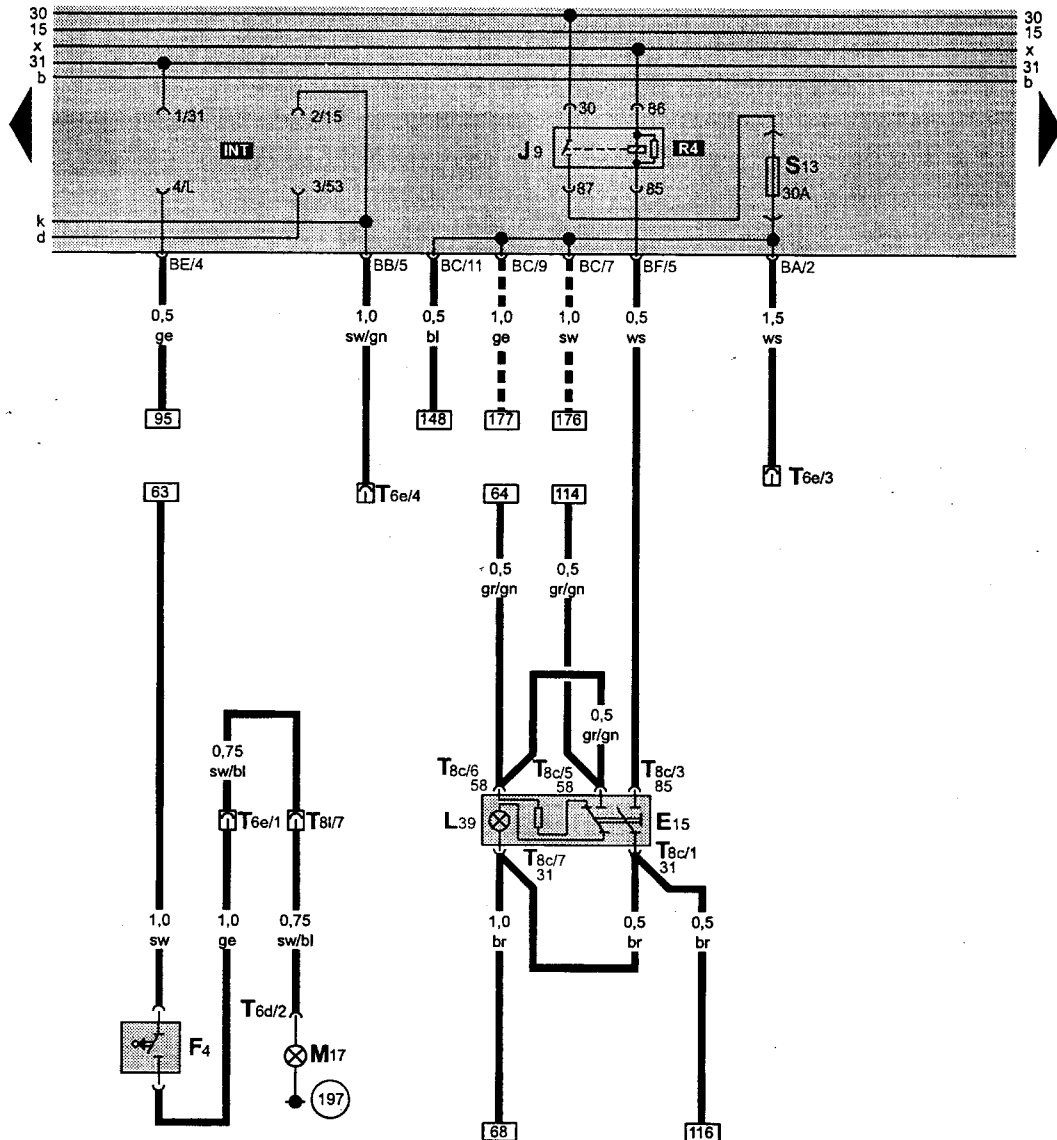 30 30
15 15
x x
31 31
b b
1/31 2/15 30 86
INT J9 R4 S13
4/L 3/53 87 85 30A
k
d
BE/4 BB/5 BC/11 BC/9 BC/7 BF/5 BA/2
0,5 1,0 0,5 1,0 1,0 0,5 1,5
ge sw/gn bl ge sw ws ws
95 148 177 176
63 T6e/4 64 114 T6e/3
0,5 0,5
gr/gn gr/gn
0,5
gr/gn
0,75
sw/bl
T8c/6 T8c/5 T8c/3
58 58 85
T6e/1 T8l/7 L39 E15
T8c/7 T8c/1
31 31
1,0 1,0 0,75 1,0 0,5 0,5
sw ge sw/bl br br br
T6d/2
F4 M17
197
68 116